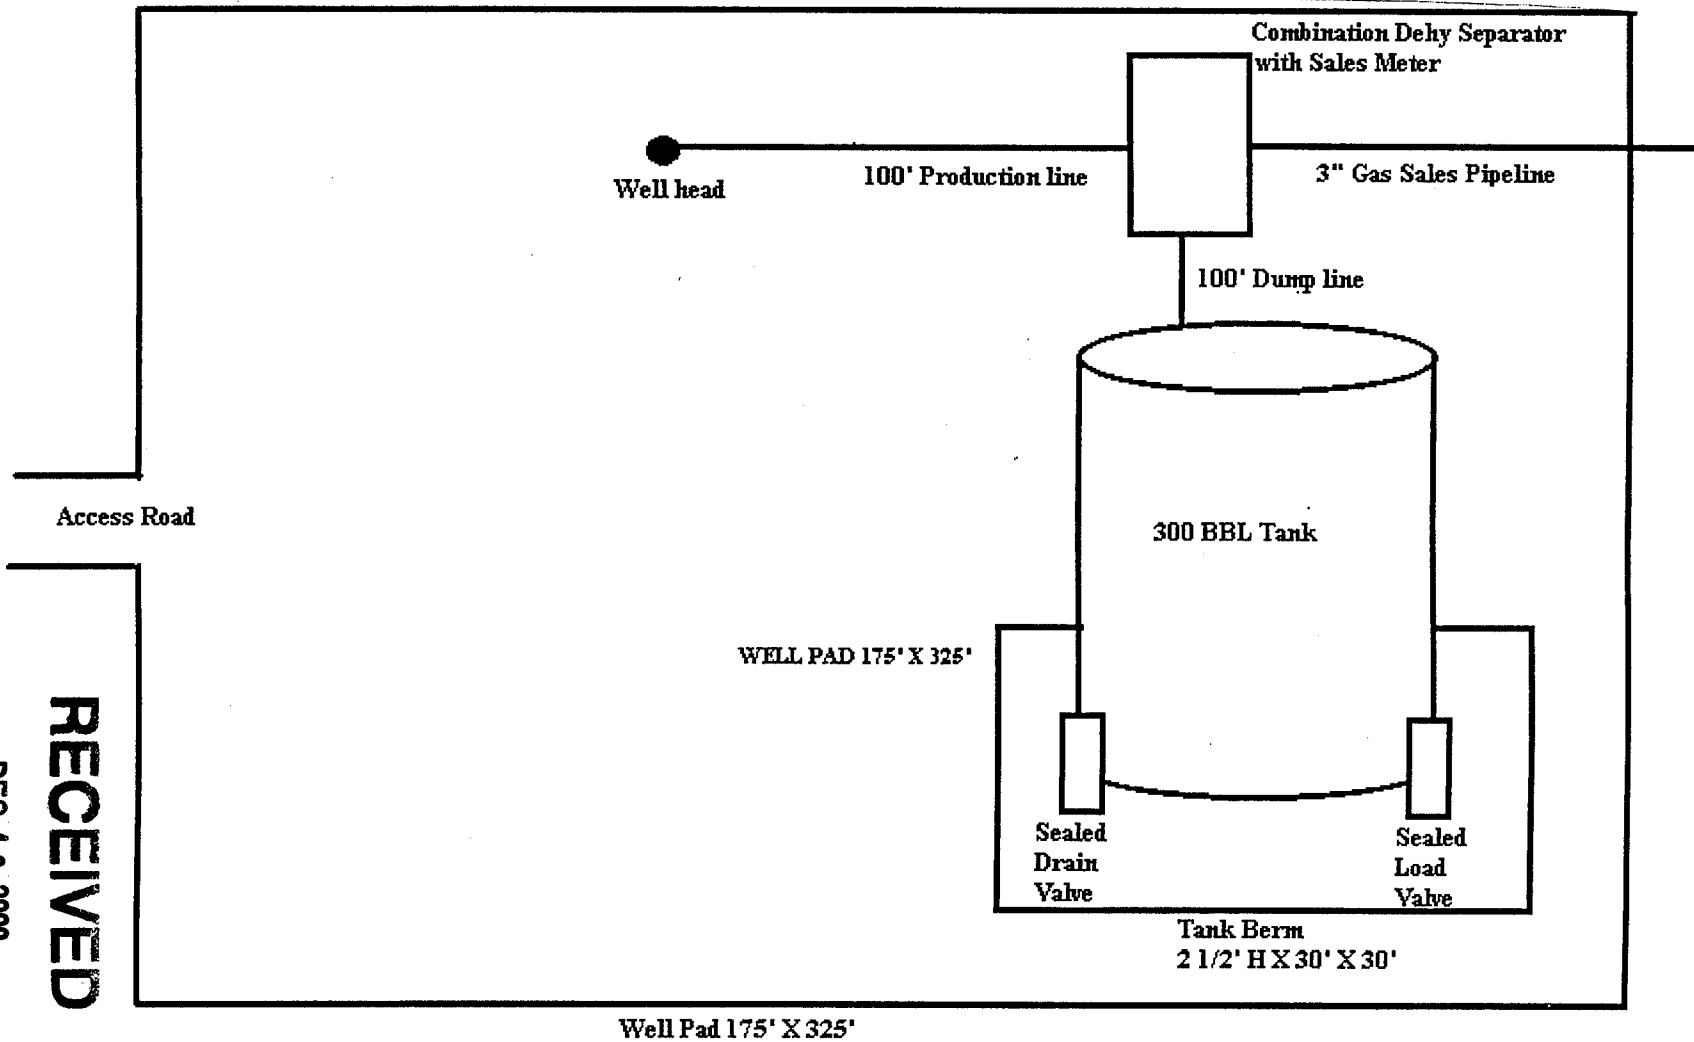 Combination Dehy Separator
with Sales Meter
Well head
100' Production line
3" Gas Sales Pipeline
100' Dump line
Access Road
300 BBL Tank
WELL PAD 175' X 325'
RECEIVED
Sealed
Drain
Valve
Sealed
Load
Valve
Tank Berm
2 1/2' H X 30' X 30'
Well Pad 175' X 325'